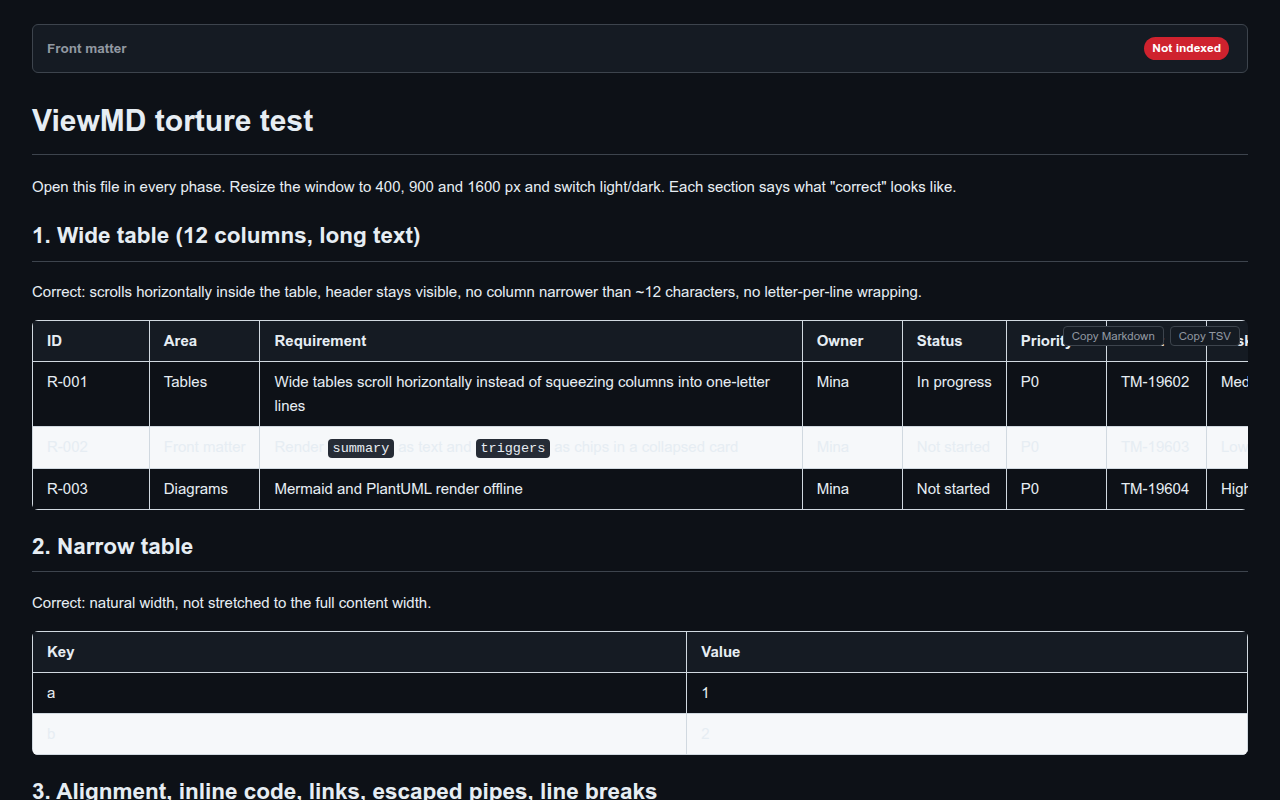 Front matter
Not indexed
ViewMD torture test
Open this file in every phase. Resize the window to 400, 900 and 1600 px and switch light/dark. Each section says what "correct" looks like.
1. Wide table (12 columns, long text)
Correct: scrolls horizontally inside the table, header stays visible, no column narrower than ~12 characters, no letter-per-line wrapping.
Copy Markdown Copy TSV
ID Area Requirement Owner Status Priority
R-001 Tables Wide tables scroll horizontally instead of squeezing columns into one-letter Mina In progress P0 TM-19602 Med
lines
R-002 Front matter Render summary as text and triggers as chips in a collapsed card Mina Not started P0 TM-19603 Low
R-003 Diagrams Mermaid and PlantUML render offline Mina Not started P0 TM-19604 High
2. Narrow table
Correct: natural width, not stretched to the full content width.
Key Value
a 1
b 2
3. Alignment, inline code, links, escaped pipes, line breaks